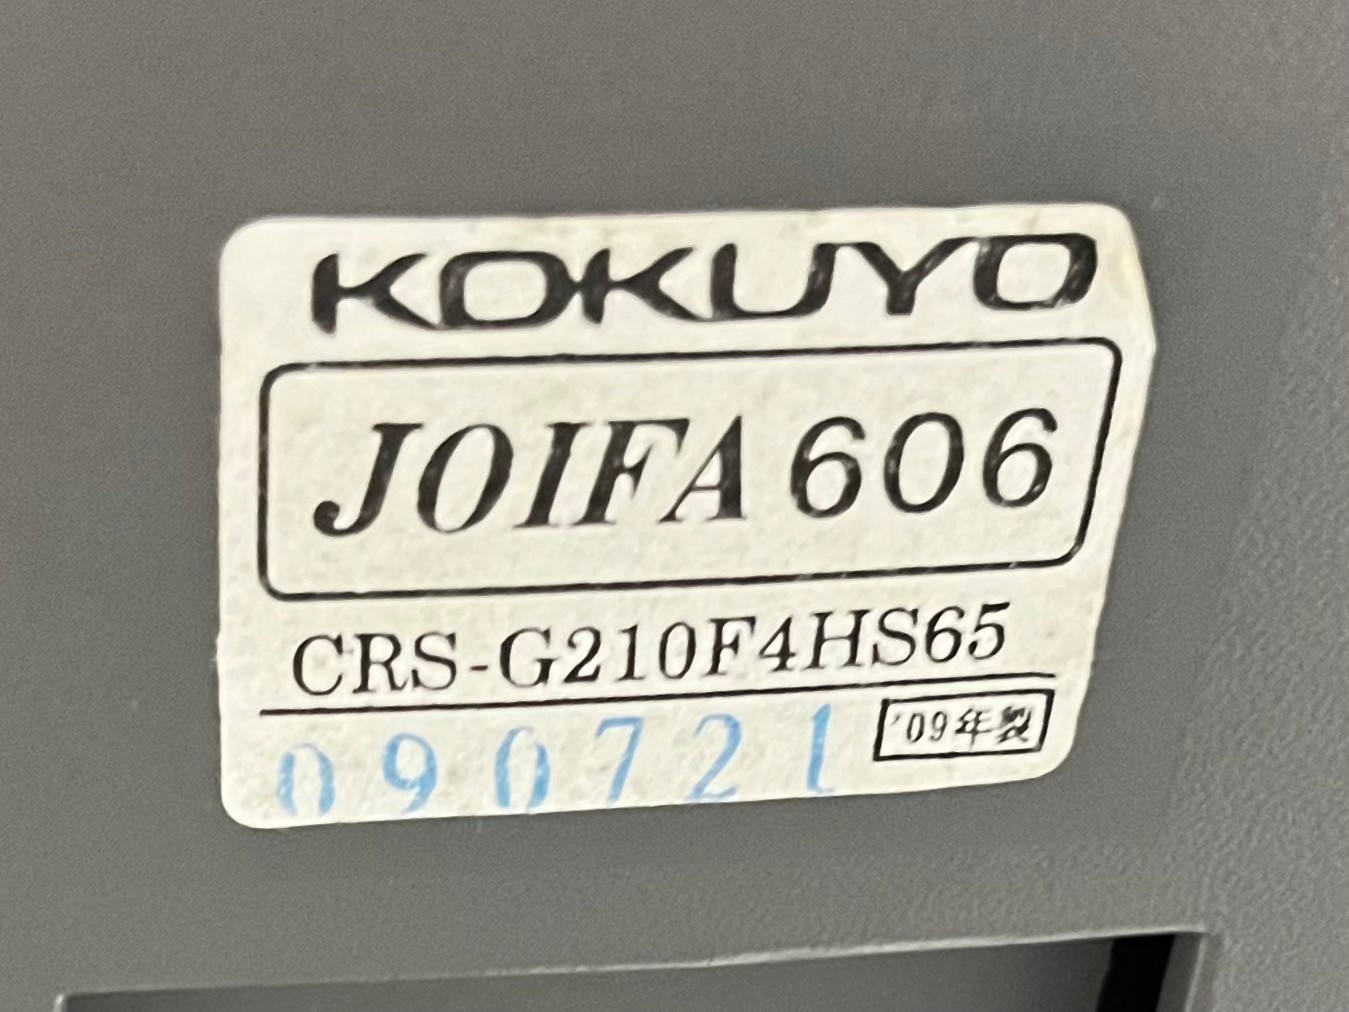 KOKUYO
JOIFA 606
CRS-G210F4HS65
090721
'09年製